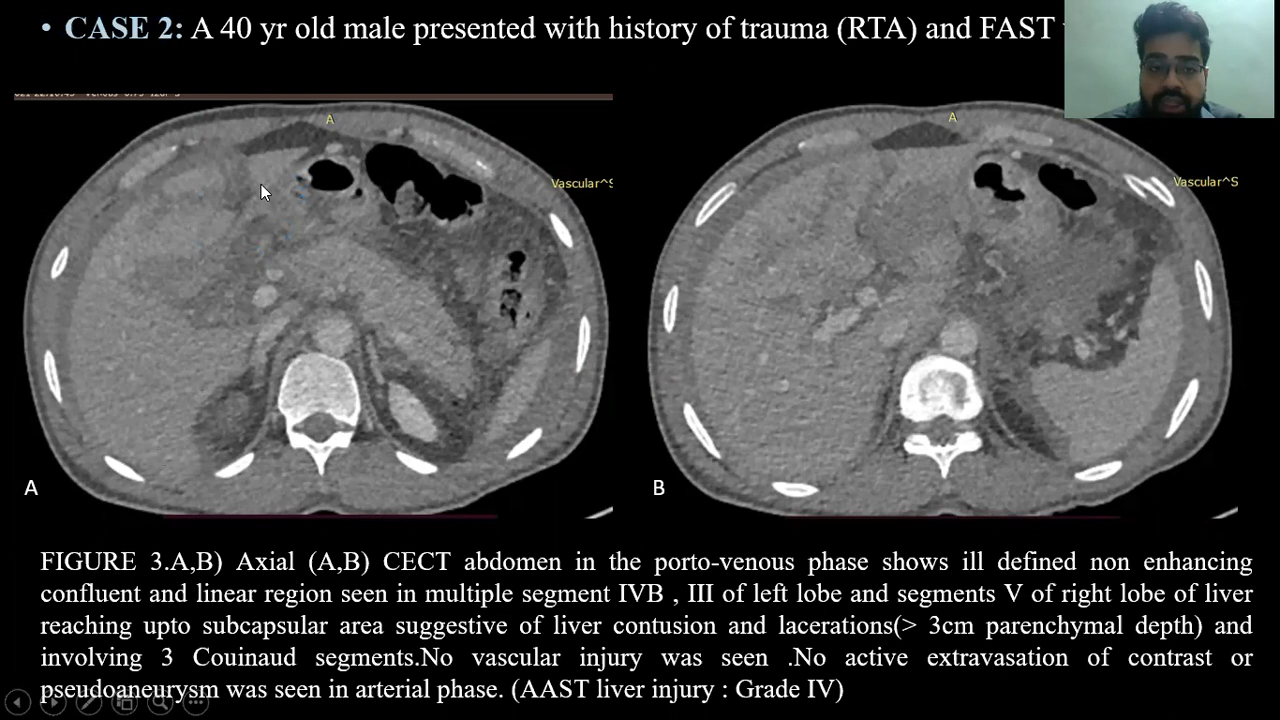 • CASE 2: A 40 yr old male presented with history of trauma (RTA) and FAST
A
A
Vascular^S
Vascular^S
A
B
FIGURE 3.A,B) Axial (A,B) CECT abdomen in the porto-venous phase shows ill defined non enhancing
confluent and linear region seen in multiple segment IVB , III of left lobe and segments V of right lobe of liver
reaching upto subcapsular area suggestive of liver contusion and lacerations(> 3cm parenchymal depth) and
involving 3 Couinaud segments.No vascular injury was seen .No active extravasation of contrast or
pseudoaneurysm was seen in arterial phase. (AAST liver injury : Grade IV)